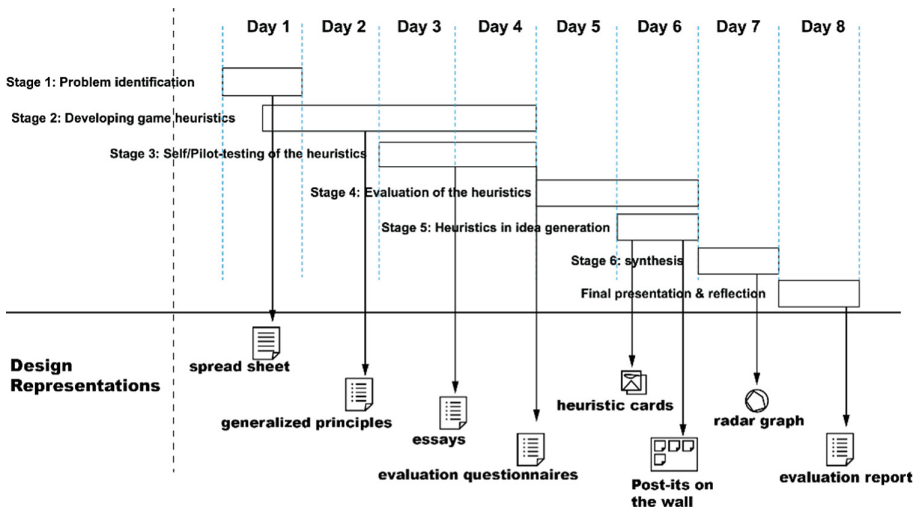 Day 1 Day 2 Day 3 Day 4 Day 5 Day 6 Day 7 Day 8
Stage 1: Problem identification
Stage 2: Developing game heuristics
Stage 3: Self/Pilot-testing of the heuristics
Stage 4: Evaluation of the heuristics
Stage 5: Heuristics in idea generation
Stage 6: synthesis
Final presentation & reflection
Design
Representations
spread sheet
generalized principles
essays
evaluation questionnaires
heuristic cards
Post-its on
the wall
radar graph
evaluation report